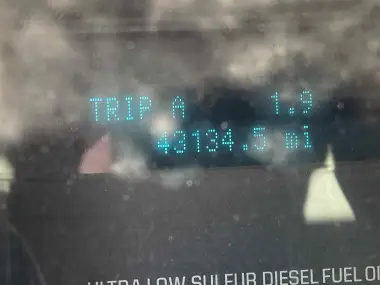 TRIP A 1.9
43134.5 mi
ULTRA LOW SULFUR DIESEL FUEL